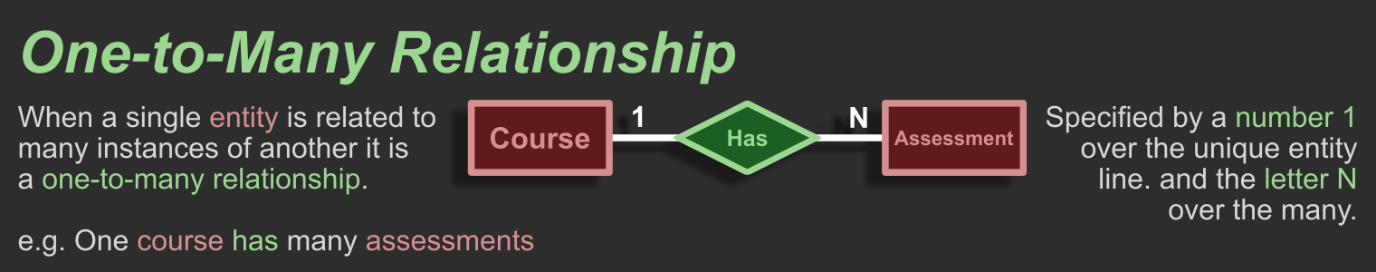 One-to-Many Relationship
When a single entity is related to
many instances of another it is
a one-to-many relationship.
e.g. One course has many assessments
Course
1
Has
N
Assessment
Specified by a number 1
over the unique entity
line. and the letter N
over the many.